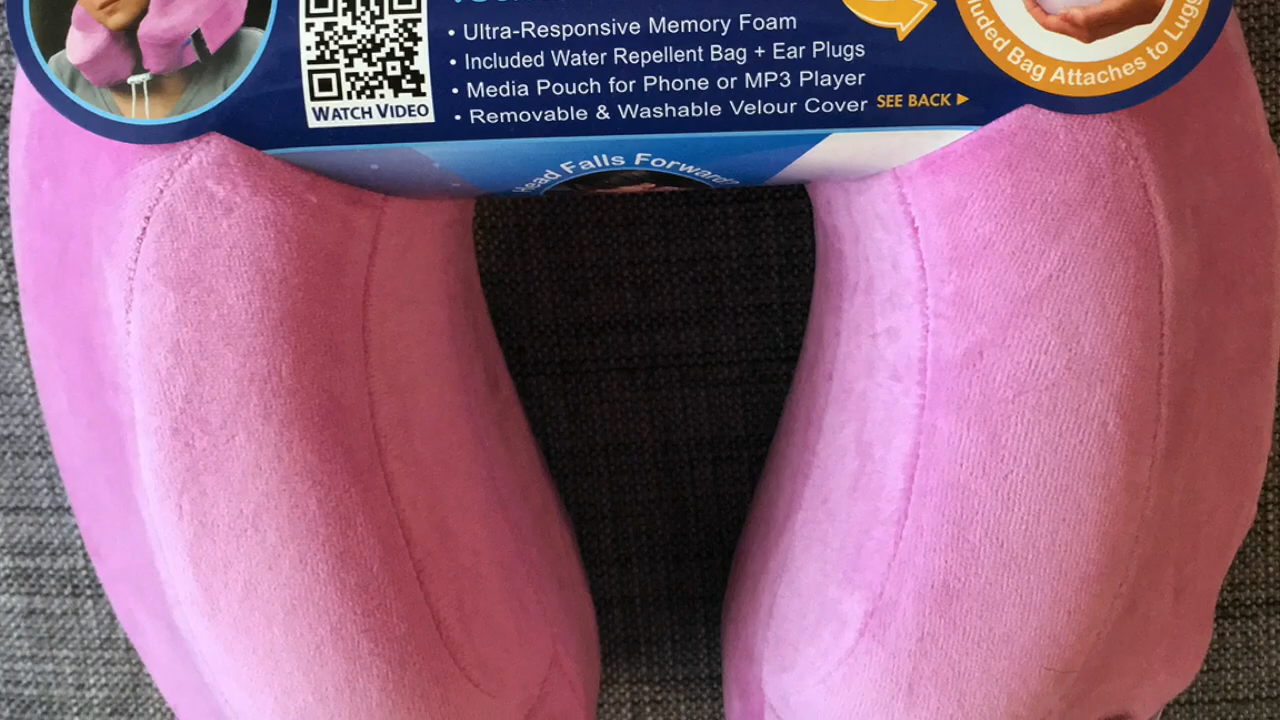 • Ultra-Responsive Memory Foam
• Included Water Repellent Bag + Ear Plugs
• Media Pouch for Phone or MP3 Player
• Removable & Washable Velour Cover SEE BACK ▶
WATCH VIDEO
Bag Attaches to
Head Falls Forward?